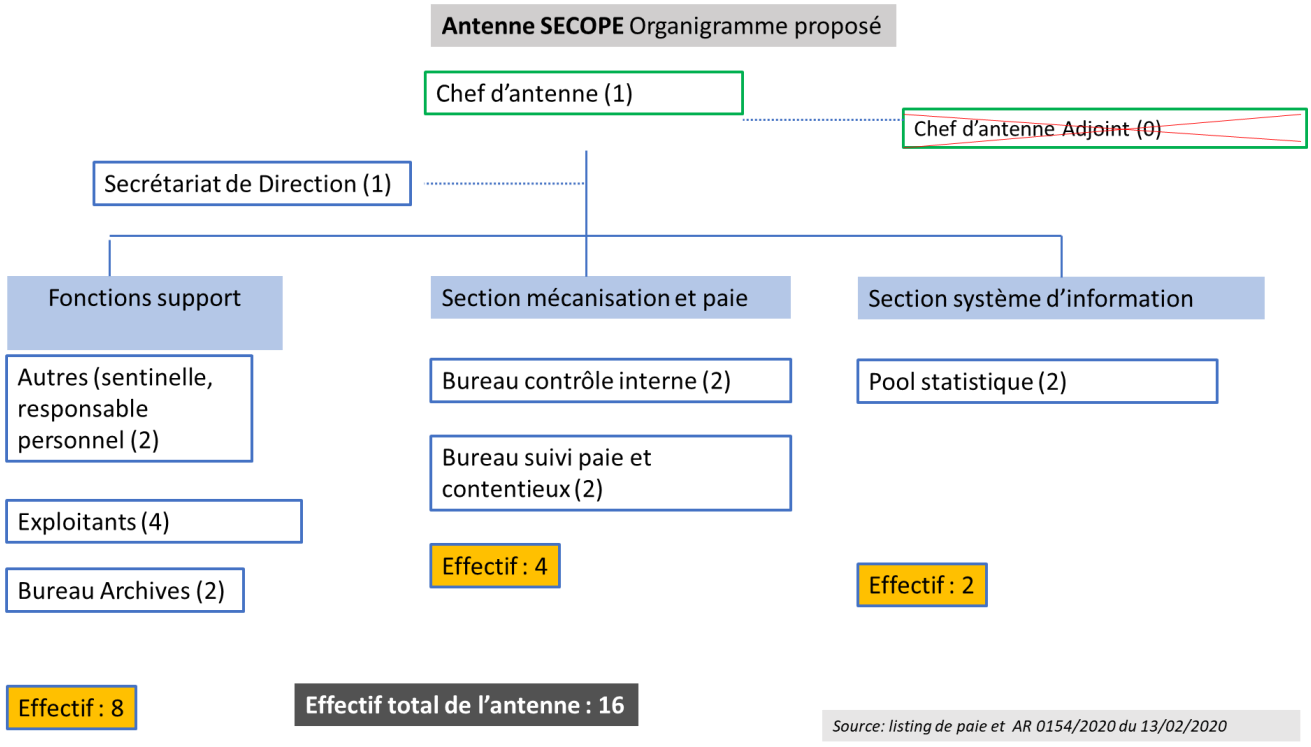 Antenne SECOPE Organigramme proposé
Chef d’antenne (1)
Chef d’antenne Adjoint (0)
Secrétariat de Direction (1)
Fonctions support
Section mécanisation et paie
Section système d’information
Autres (sentinelle,
responsable
personnel (2)
Bureau contrôle interne (2)
Pool statistique (2)
Bureau suivi paie et
contentieux (2)
Exploitants (4)
Effectif : 4
Bureau Archives (2)
Effectif : 2
Effectif : 8
Effectif total de l’antenne : 16
Source: listing de paie et AR 0154/2020 du 13/02/2020